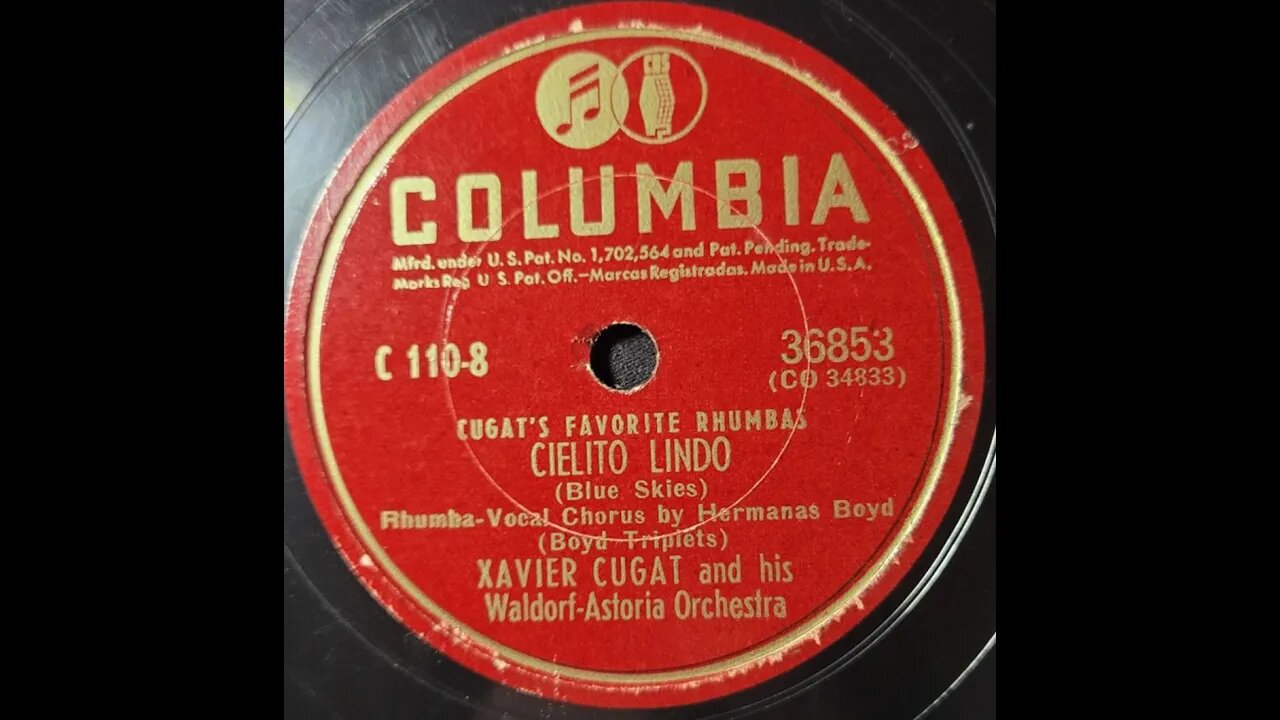 CBS
COLUMBIA
Mfrd. under U.S. Pat. No. 1,702,564 and Pat. Pending. Trade-
Marks Reg U S Pat. Off.—Marcas Registradas. Made in U.S.A.
C 110-8
36853
(CO 34833)
CUGAT'S FAVORITE RHUMBAS
CIELITO LINDO
(Blue Skies)
Rhumba-Vocal Chorus by Hermanas Boyd
(Boyd Triplets)
XAVIER CUGAT and his
Waldorf-Astoria Orchestra